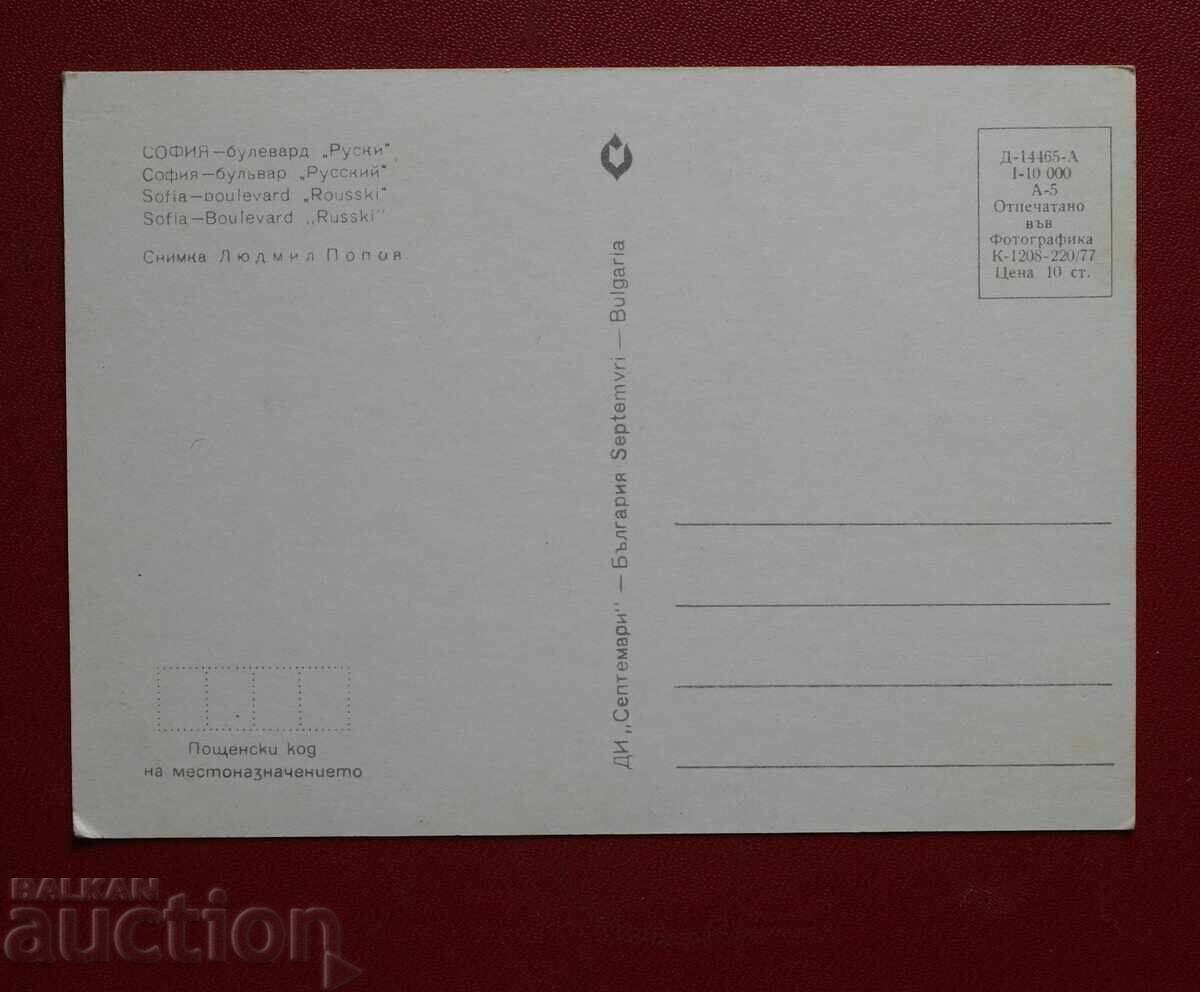 СОФИЯ—булевард „Руски“
София—бульвар „Русский“
Sofia—boulevard „Rousski“
Sofia—Boulevard „Russki“
Снимка Людмил Попов
Пощенски код
на местоназначението
ДИ „Септември“ — България Septemvri — Bulgaria
Д-14465-А
I-10 000
А-5
Отпечатано
във
Фотографика
К-1208-220/77
Цена 10 ст.
BALKAN
auction